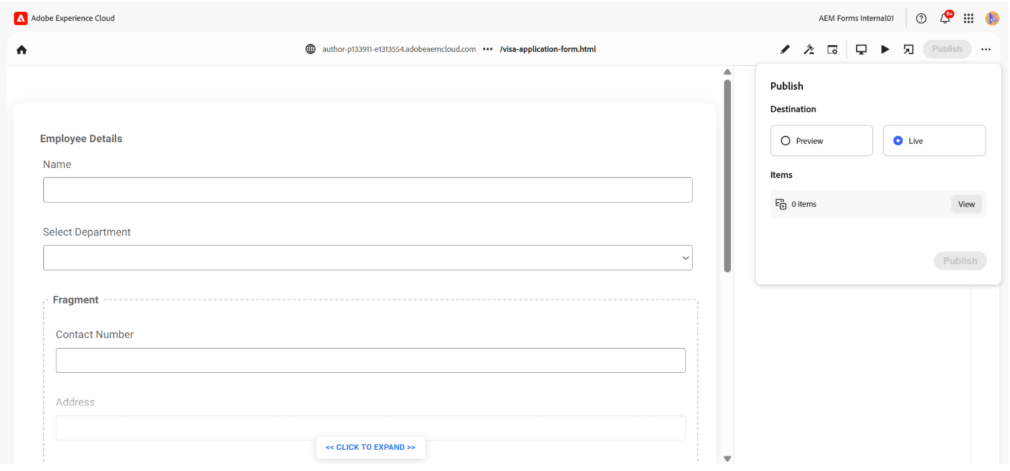 Adobe Experience Cloud
AEM Forms Internal01
9+
author-p133911-e1313554.adobeaemcloud.com ••• /visa-application-form.html
Publish
Publish
Destination
Preview
Live
Items
0 Items
View
Publish
Employee Details
Name
Select Department
Fragment
Contact Number
Address
<< CLICK TO EXPAND >>